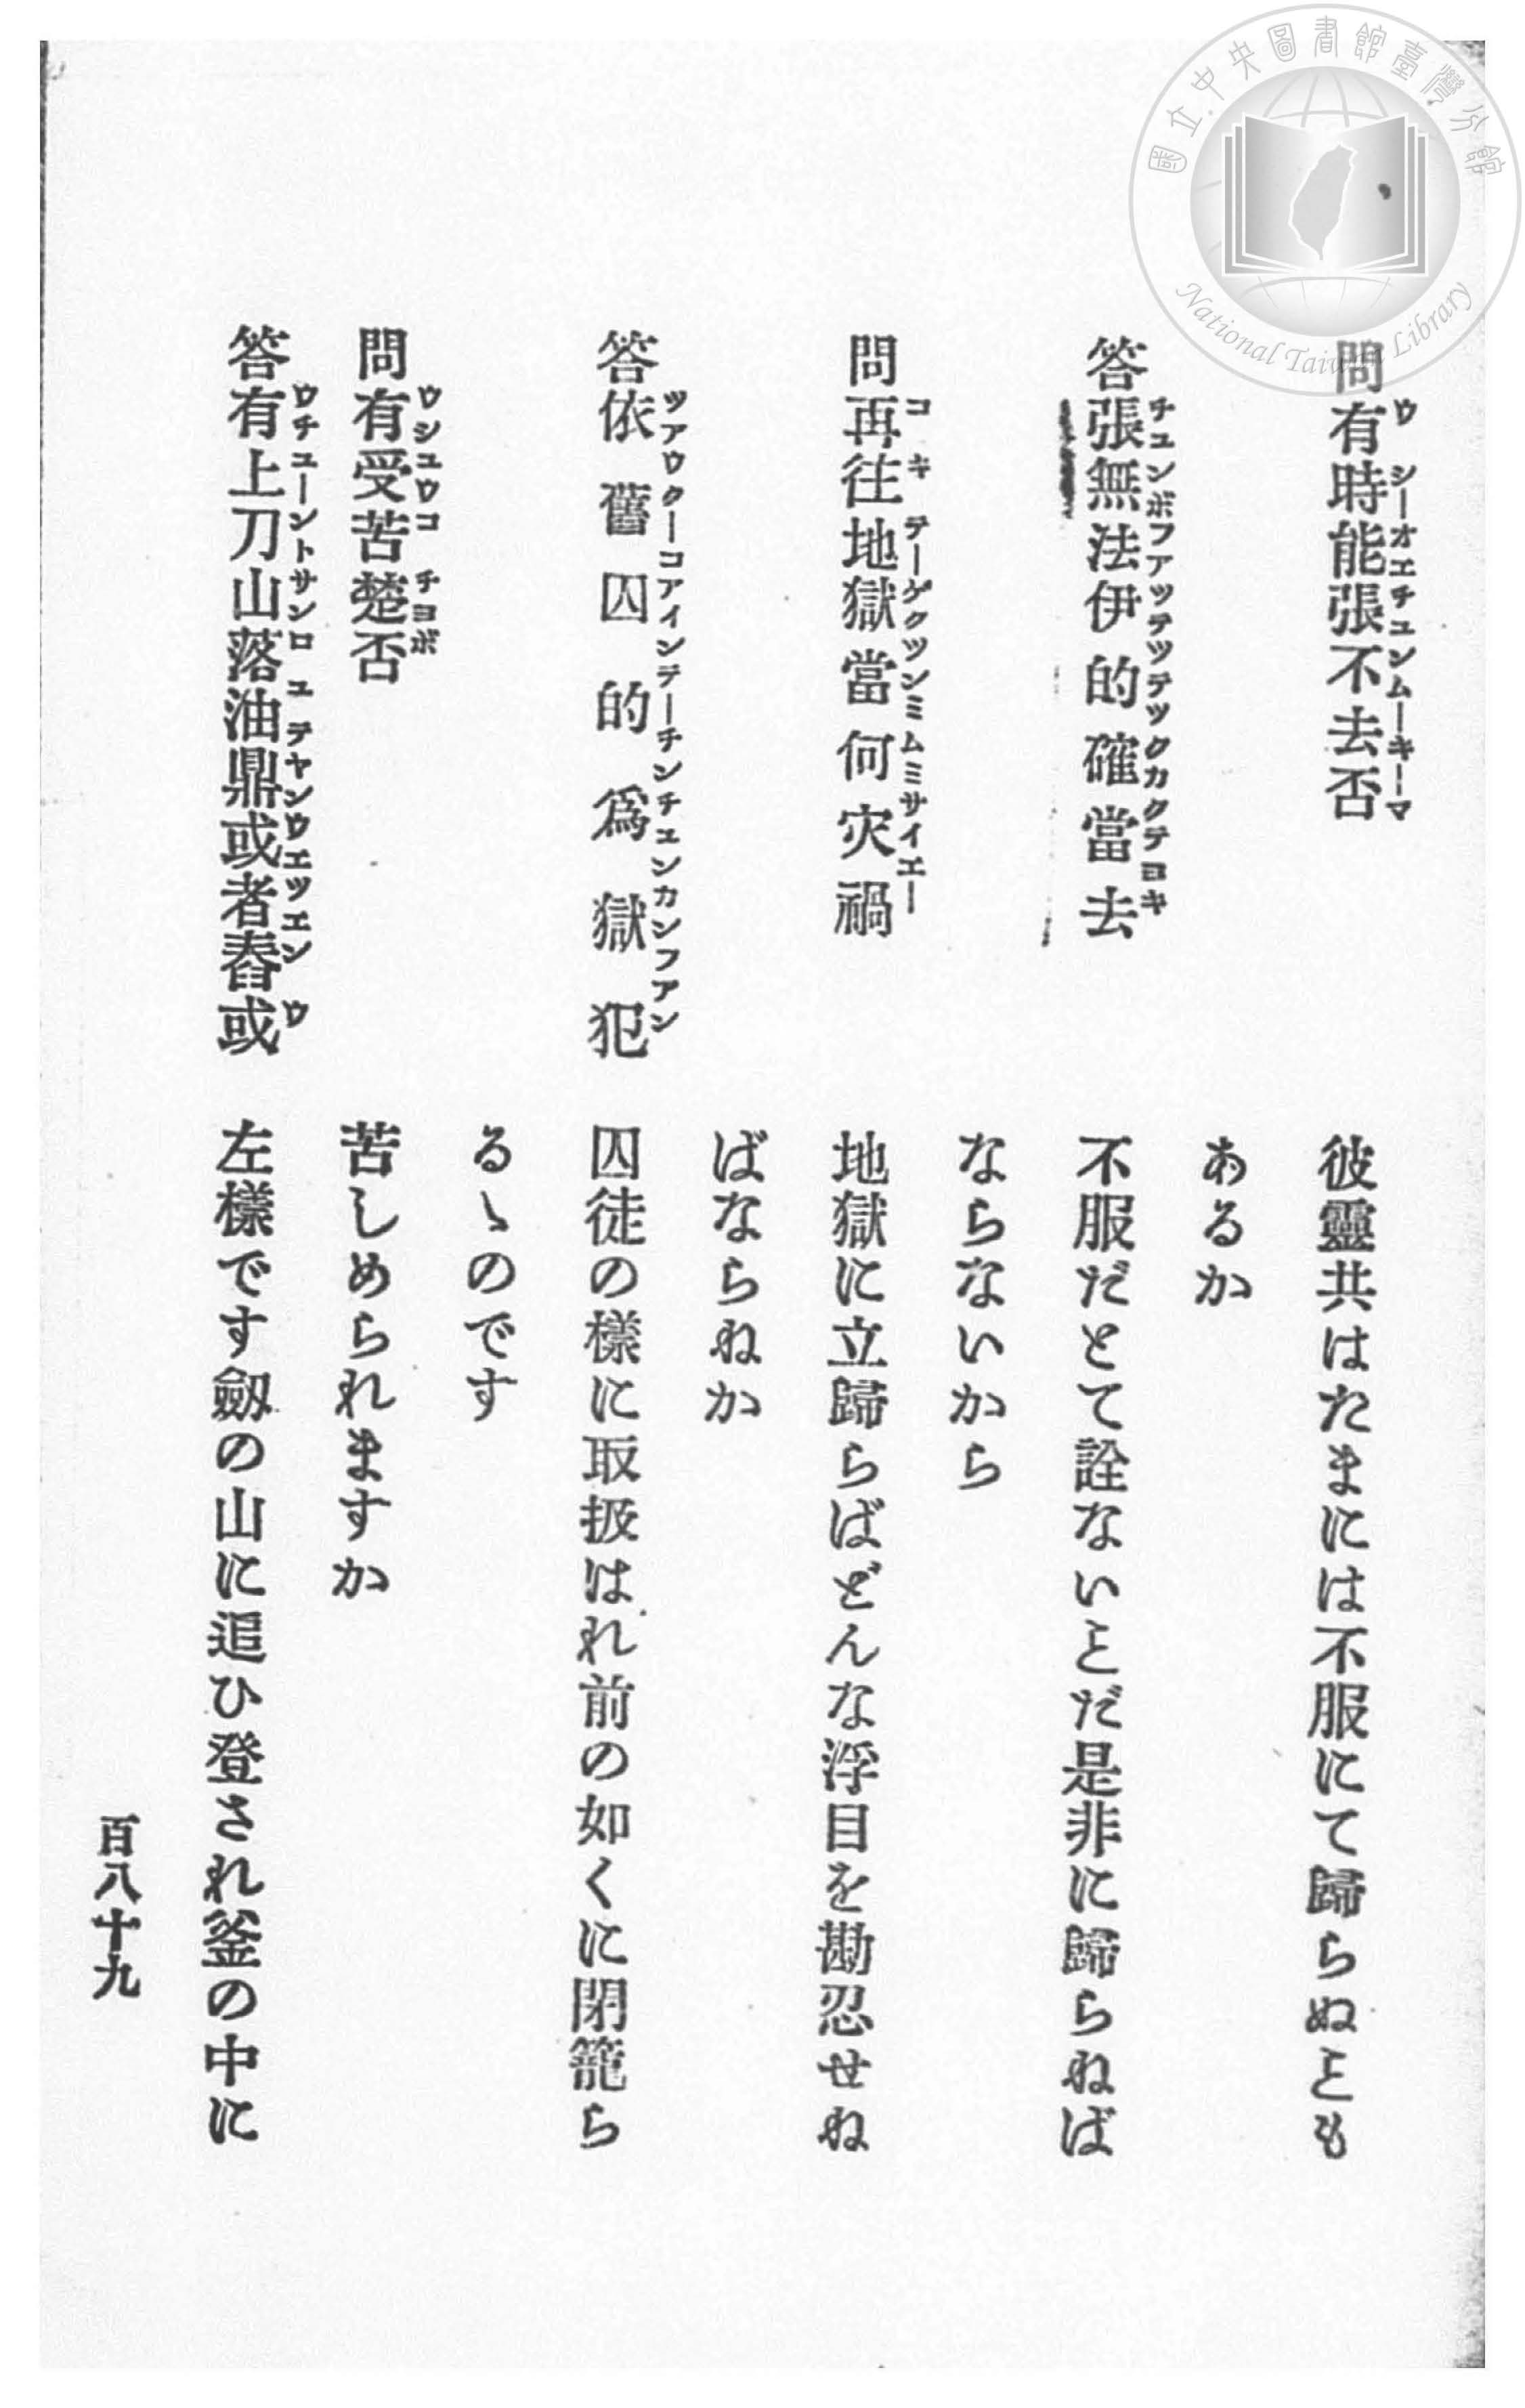 國立中央圖書館臺灣分館
National Taiwan Library
問有時能張不去否
ウ シーオエチユンムーキーマ
彼靈共はたまには不服にて歸らぬとも
あるか
答張無法伊的確當去
チユンボフアツテツテツクカクテヨキ
不服だとて詮ないとだ是非に歸らねば
ならないから
問再往地獄當何灾禍
コ キ テーゲクツンミムミサイエー
地獄に立歸らばどんな浮目を勘忍せね
ばならねか
答依舊囚的爲獄犯
ツアウクーコアインデーチンチユンカンフアン
囚徒の樣に取扱はれ前の如くに閉籠ら
るゝのです
問有受苦楚否
ウシユウコ チヨボ
苦しめられますか
答有上刀山落油鼎或者舂或
ウチユーントサンロ ユテヤンウエツエン ウ
左樣です劔の山に追ひ登され釜の中に
百八十九